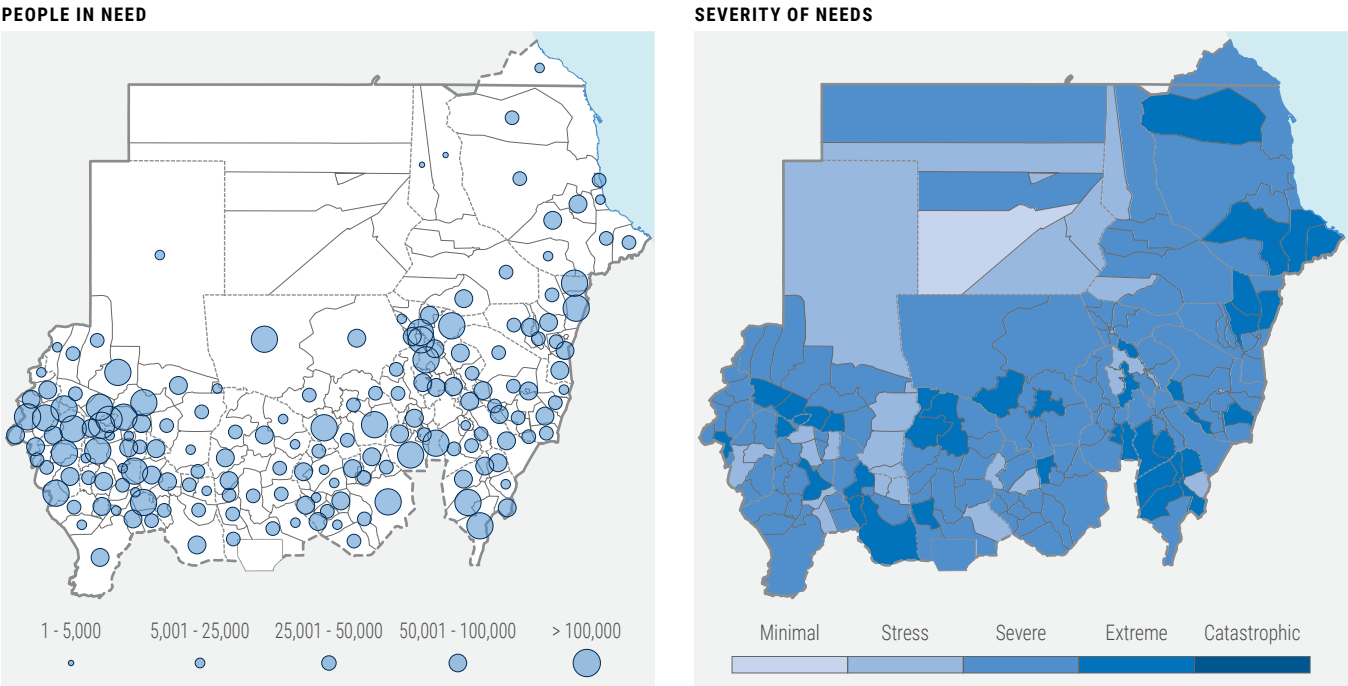 PEOPLE IN NEED
SEVERITY OF NEEDS
1 - 5,000
5,001 - 25,000
25,001 - 50,000
50,001 - 100,000
> 100,000
Minimal
Stress
Severe
Extreme
Catastrophic